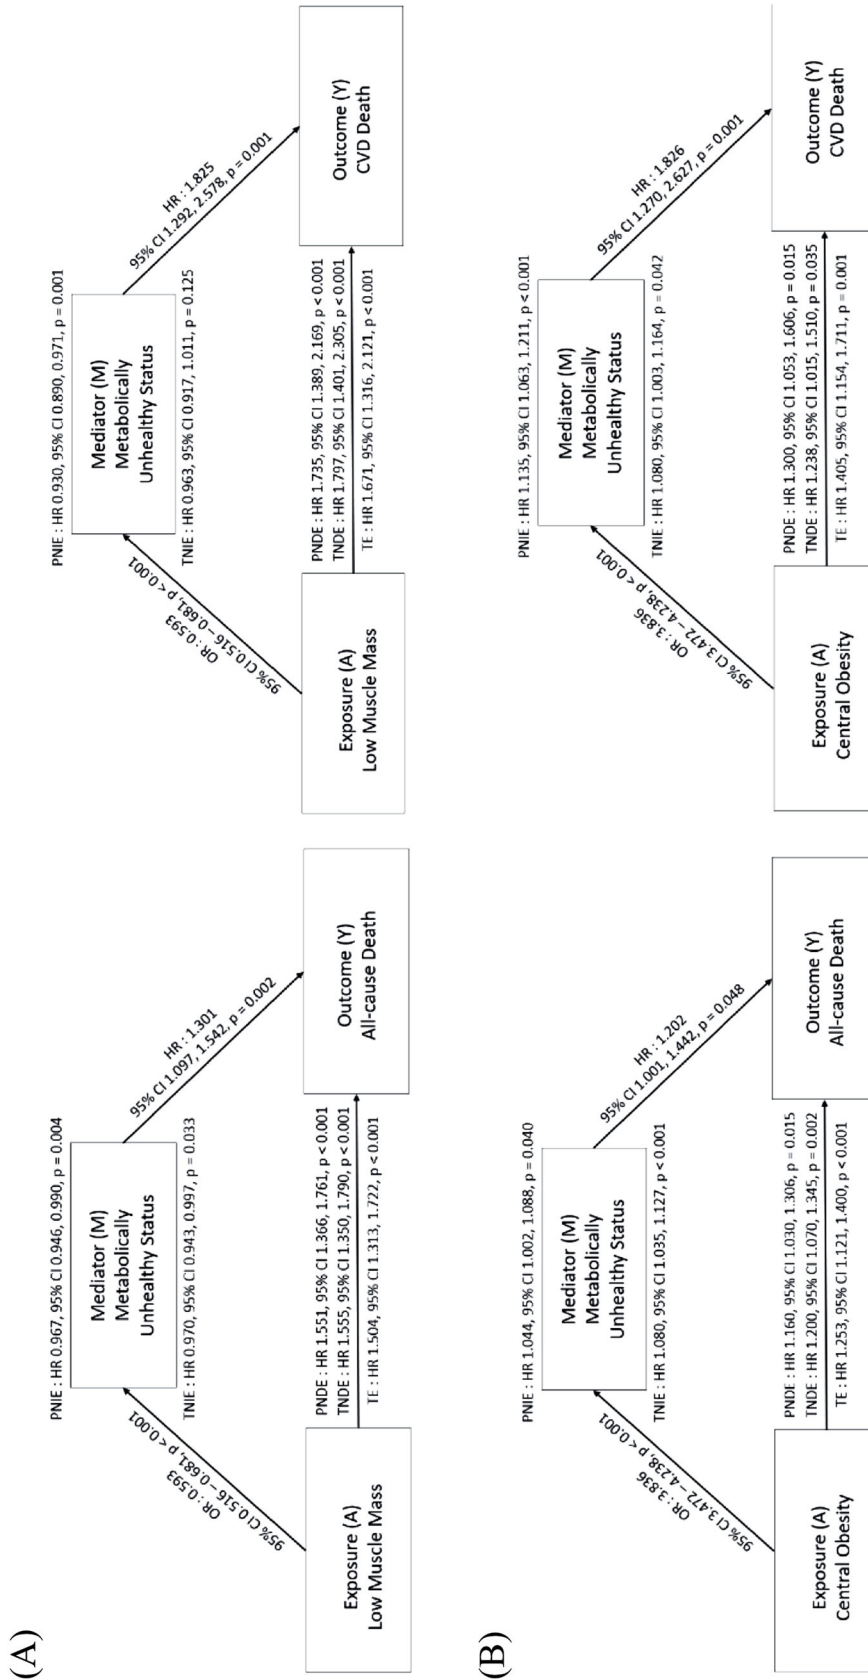 (A)
PNIE : HR 0.967, 95% CI 0.946, 0.990, p = 0.004
Mediator (M)
Metabolically
Unhealthy Status
TNIE : HR 0.970, 95% CI 0.943, 0.997, p = 0.033
OR : 0.593
95% CI 0.516 – 0.681, p < 0.001
HR : 1.301
95% CI 1.097, 1.542, p = 0.002
Exposure (A)
Low Muscle Mass
PNDE : HR 1.551, 95% CI 1.366, 1.761, p < 0.001
TNDE : HR 1.555, 95% CI 1.350, 1.790, p < 0.001
TE : HR 1.504, 95% CI 1.313, 1.722, p < 0.001
Outcome (Y)
All-cause Death
PNIE : HR 0.930, 95% CI 0.890, 0.971, p = 0.001
Mediator (M)
Metabolically
Unhealthy Status
TNIE : HR 0.963, 95% CI 0.917, 1.011, p = 0.125
OR : 0.593
95% CI 0.516 – 0.681, p < 0.001
HR : 1.825
95% CI 1.292, 2.578, p = 0.001
Exposure (A)
Low Muscle Mass
PNDE : HR 1.735, 95% CI 1.389, 2.169, p < 0.001
TNDE : HR 1.797, 95% CI 1.401, 2.305, p < 0.001
TE : HR 1.671, 95% CI 1.316, 2.121, p < 0.001
Outcome (Y)
CVD Death
(B)
PNIE : HR 1.044, 95% CI 1.002, 1.088, p = 0.040
Mediator (M)
Metabolically
Unhealthy Status
TNIE : HR 1.080, 95% CI 1.035, 1.127, p < 0.001
OR : 3.836
95% CI 3.472 – 4.238, p < 0.001
HR : 1.202
95% CI 1.001, 1.442, p = 0.048
Exposure (A)
Central Obesity
PNDE : HR 1.160, 95% CI 1.030, 1.306, p = 0.015
TNDE : HR 1.200, 95% CI 1.070, 1.345, p = 0.002
TE : HR 1.253, 95% CI 1.121, 1.400, p < 0.001
Outcome (Y)
All-cause Death
PNIE : HR 1.135, 95% CI 1.063, 1.211, p < 0.001
Mediator (M)
Metabolically
Unhealthy Status
TNIE : HR 1.080, 95% CI 1.003, 1.164, p = 0.042
OR : 3.836
95% CI 3.472 – 4.238, p < 0.001
HR : 1.826
95% CI 1.270, 2.627, p = 0.001
Exposure (A)
Central Obesity
PNDE : HR 1.300, 95% CI 1.053, 1.606, p = 0.015
TNDE : HR 1.238, 95% CI 1.015, 1.510, p = 0.035
TE : HR 1.405, 95% CI 1.154, 1.711, p = 0.001
Outcome (Y)
CVD Death